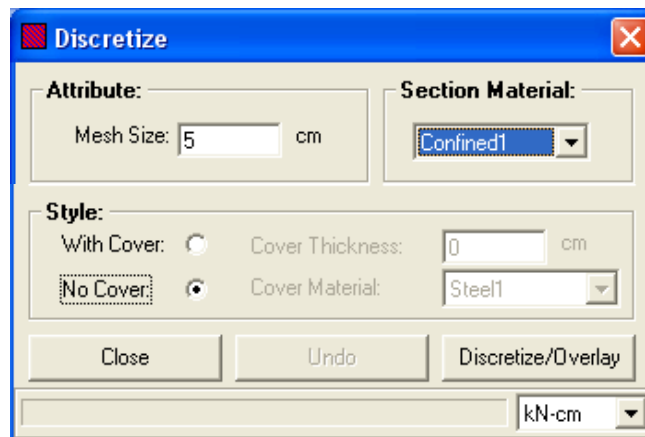 Discretize
Attribute:
Mesh Size: 5 cm
Section Material:
Confined1
Style:
With Cover: Cover Thickness: 0 cm
No Cover: Cover Material: Steel1
Close Undo Discretize/Overlay
kN-cm